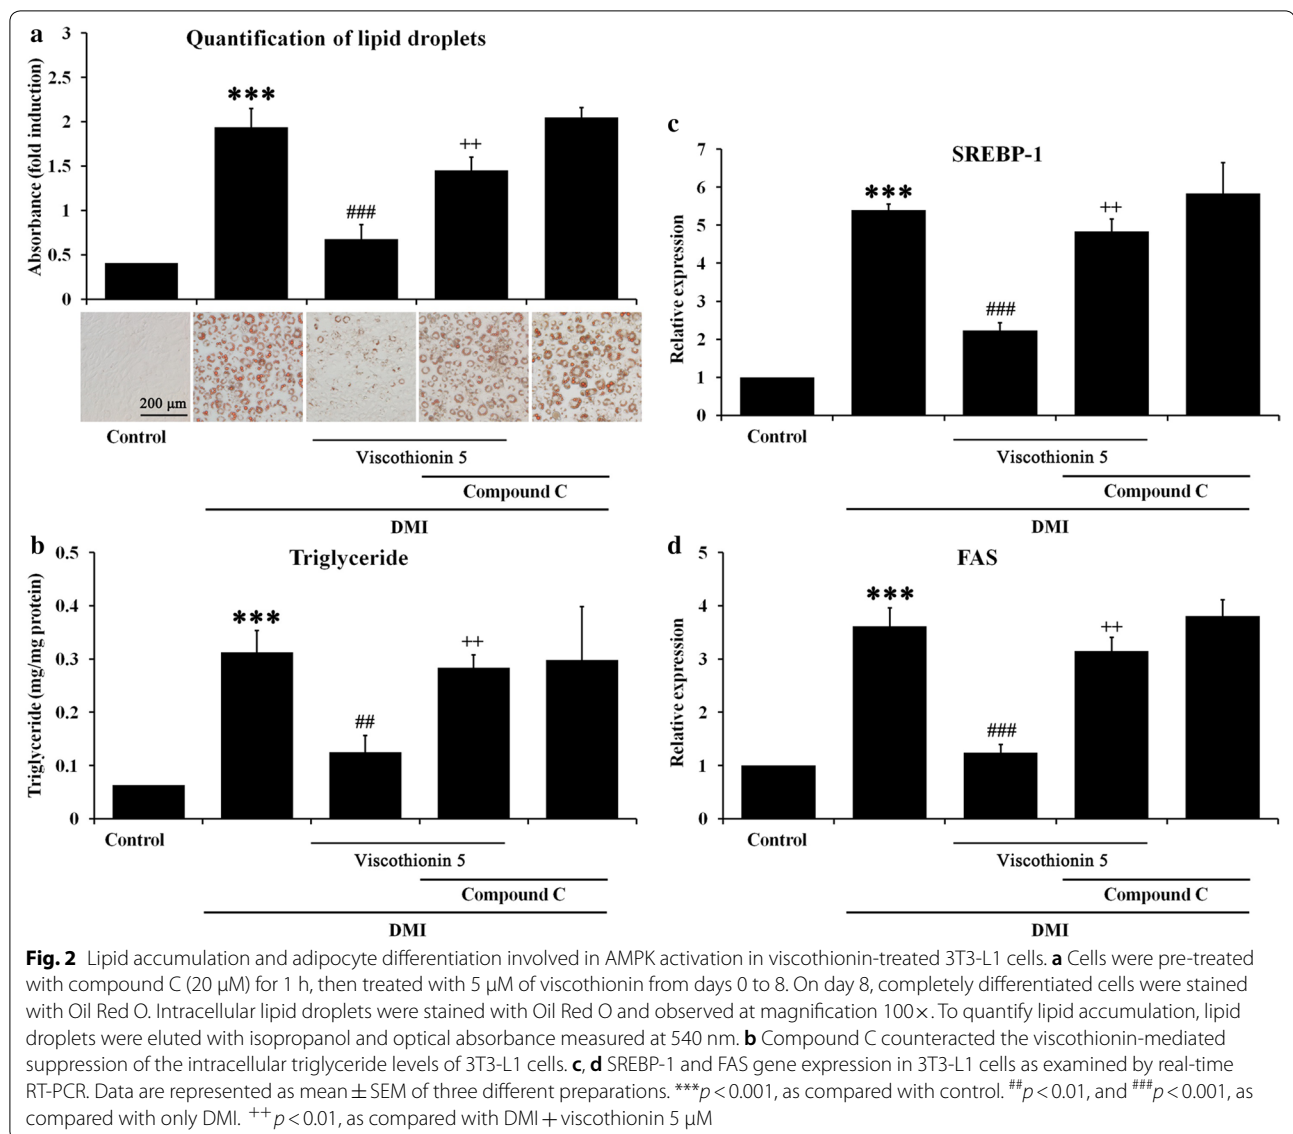 a
Quantification of lipid droplets
Absorbance (fold induction)
3
2.5
2
1.5
1
0.5
0
***
###
++
200 µm
Control
Viscothionin 5
Compound C
DMI
b
Triglyceride
Triglyceride (mg/mg protein)
0.5
0.4
0.3
0.2
0.1
0
***
##
++
Control
Viscothionin 5
Compound C
DMI
c
SREBP-1
Relative expression
7
6
5
4
3
2
1
0
***
###
++
Control
Viscothionin 5
Compound C
DMI
d
FAS
Relative expression
5
4
3
2
1
0
***
###
++
Control
Viscothionin 5
Compound C
DMI
Fig. 2 Lipid accumulation and adipocyte differentiation involved in AMPK activation in viscothionin-treated 3T3-L1 cells. a Cells were pre-treated
with compound C (20 µM) for 1 h, then treated with 5 µM of viscothionin from days 0 to 8. On day 8, completely differentiated cells were stained
with Oil Red O. Intracellular lipid droplets were stained with Oil Red O and observed at magnification 100×. To quantify lipid accumulation, lipid
droplets were eluted with isopropanol and optical absorbance measured at 540 nm. b Compound C counteracted the viscothionin-mediated
suppression of the intracellular triglyceride levels of 3T3-L1 cells. c, d SREBP-1 and FAS gene expression in 3T3-L1 cells as examined by real-time
RT-PCR. Data are represented as mean ± SEM of three different preparations. ***p < 0.001, as compared with control. ##p < 0.01, and ###p < 0.001, as
compared with only DMI. ++p < 0.01, as compared with DMI + viscothionin 5 µM